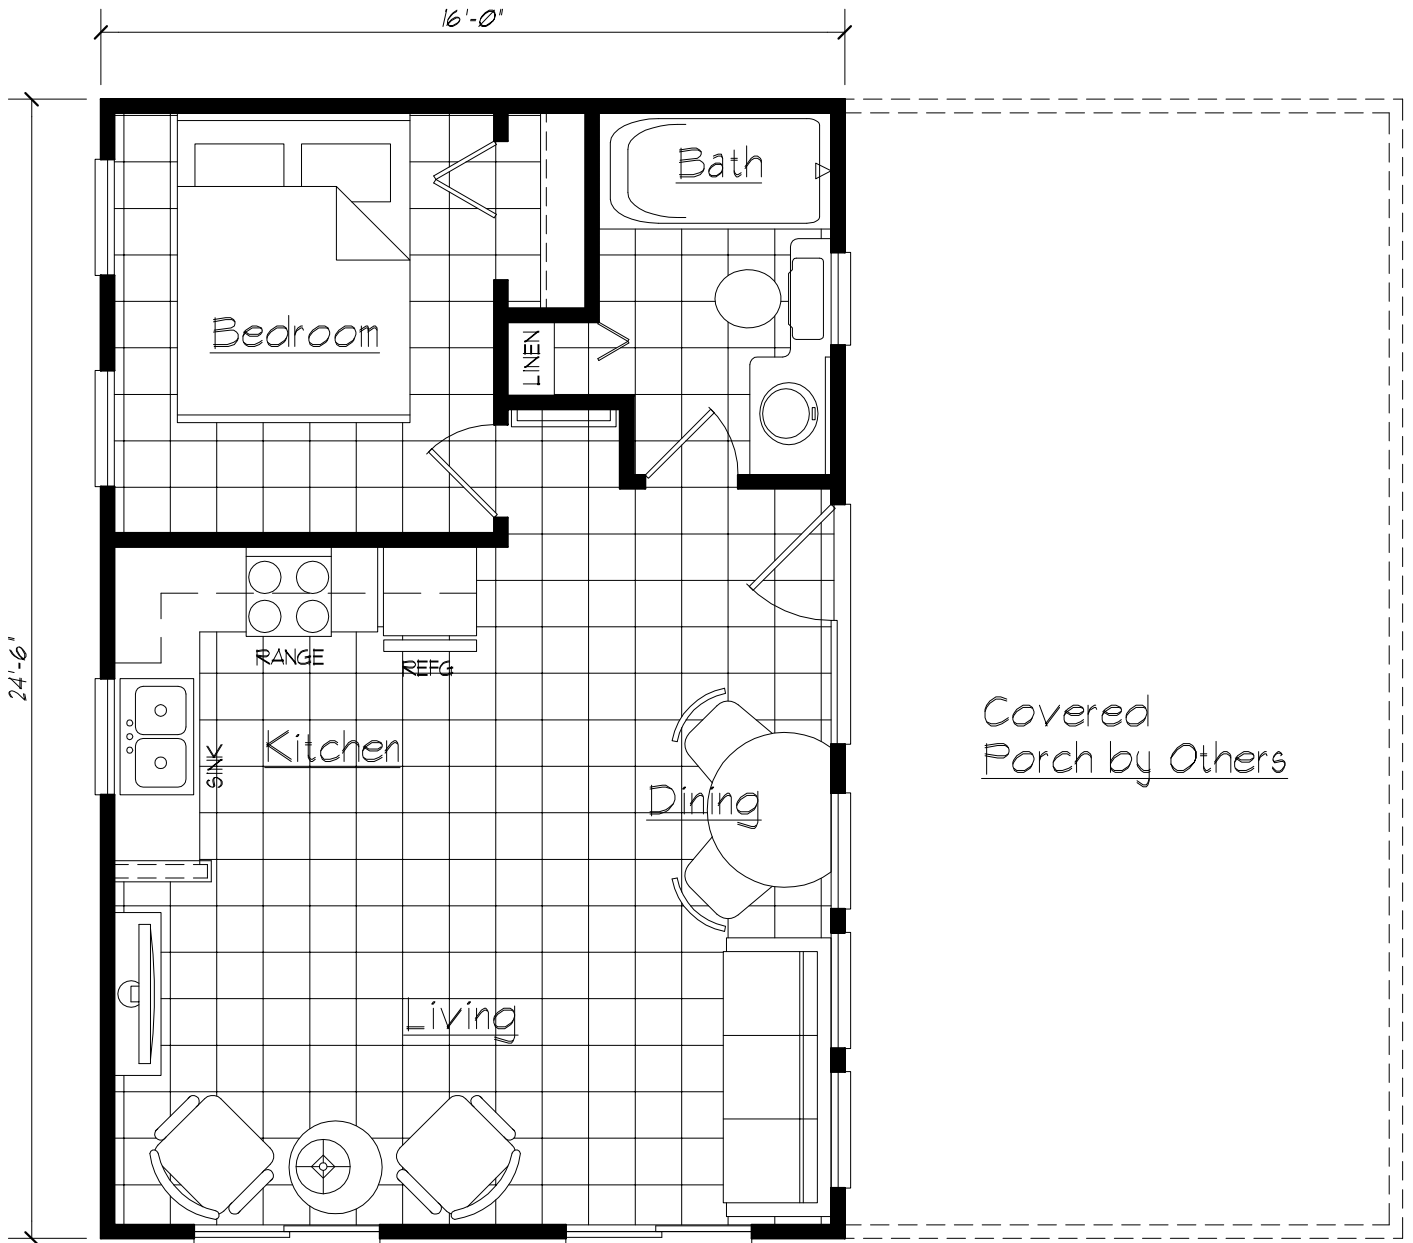 16'-0"
Bath
Bedroom
LINEN
24'-6"
RANGE
REFG
Covered
Porch by Others
SINK
Kitchen
Dining
Living